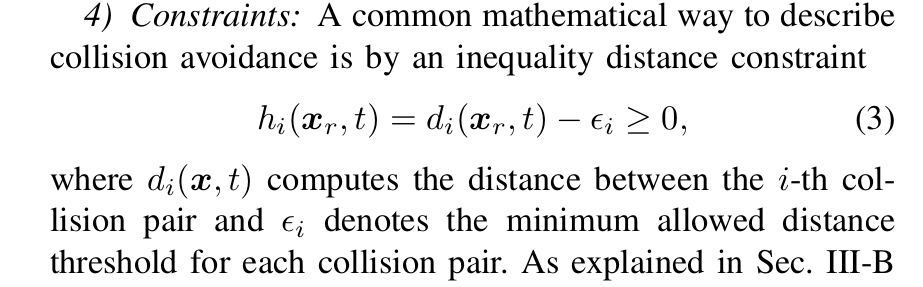 4) Constraints: A common mathematical way to describe
collision avoidance is by an inequality distance constraint
h_i(x_r, t) = d_i(x_r, t) − ϵ_i ≥ 0, (3)
where d_i(x, t) computes the distance between the i-th col-
lision pair and ϵ_i denotes the minimum allowed distance
threshold for each collision pair. As explained in Sec. III-B